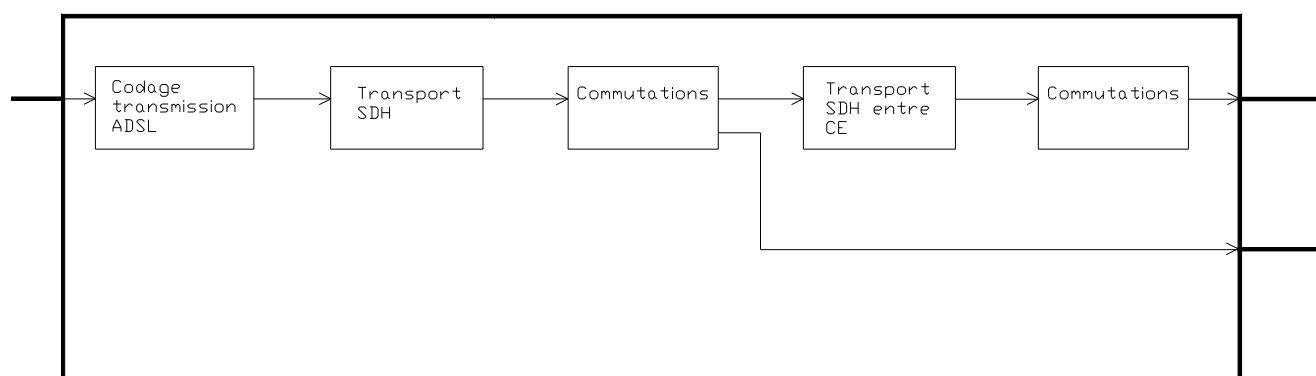 Codage
transmission
ADSL
Transport
SDH
Commutations
Transport
SDH entre
CE
Commutations